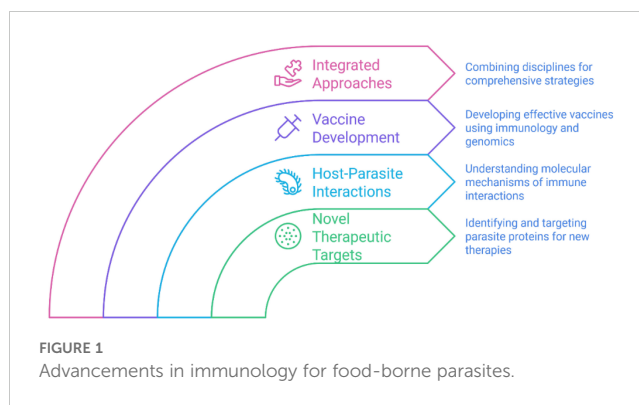 Integrated
Approaches
Combining disciplines for
comprehensive strategies
Vaccine
Development
Developing effective vaccines
using immunology and
genomics
Host-Parasite
Interactions
Understanding molecular
mechanisms of immune
interactions
Novel
Therapeutic
Targets
Identifying and targeting
parasite proteins for new
therapies
FIGURE 1
Advancements in immunology for food-borne parasites.